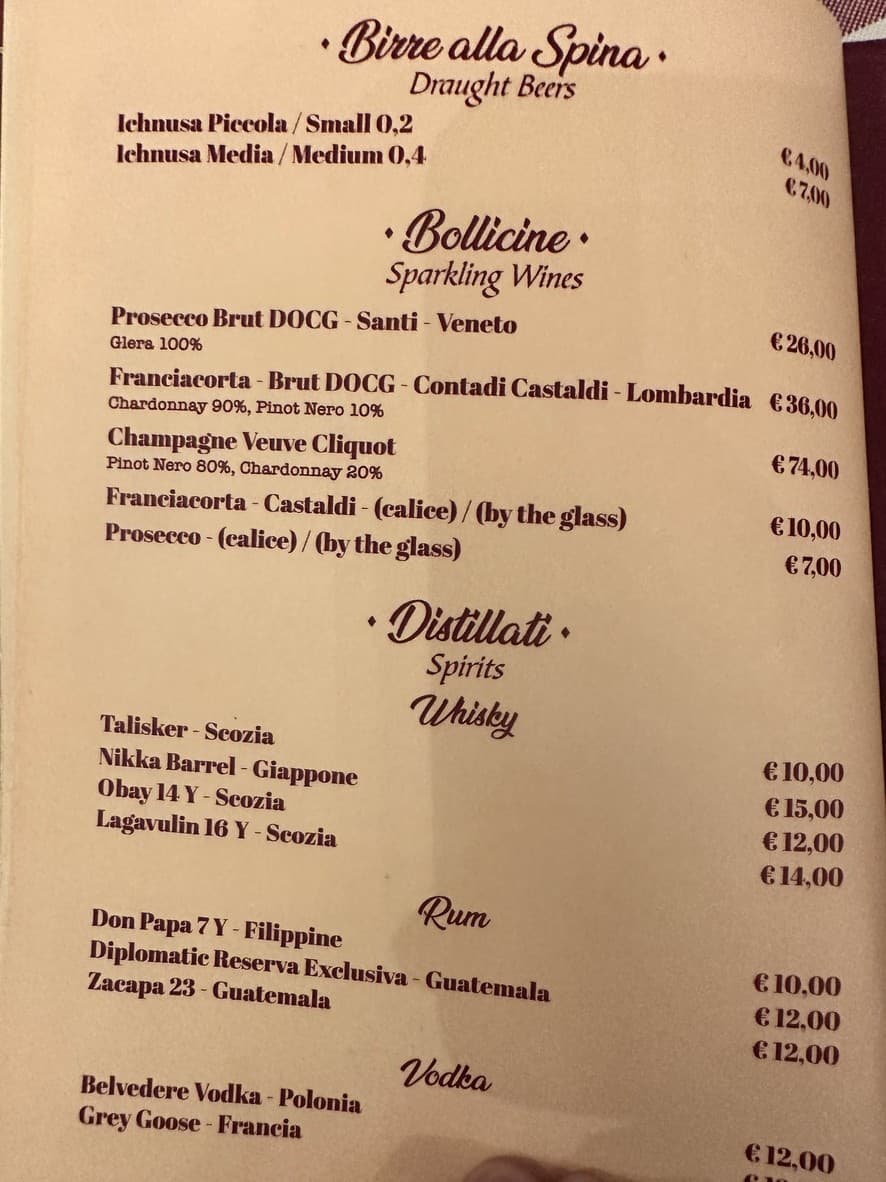 Birre alla Spina
Draught Beers
Ichnusa Piccola / Small 0,2 € 4,00
Ichnusa Media / Medium 0,4 € 7,00
Bollicine
Sparkling Wines
Prosecco Brut DOCG - Santi - Veneto € 26,00
Glera 100%
Franciacorta - Brut DOCG - Contadi Castaldi - Lombardia € 36,00
Chardonnay 90%, Pinot Nero 10%
Champagne Veuve Cliquot € 74,00
Pinot Nero 80%, Chardonnay 20%
Franciacorta - Castaldi - (calice) / (by the glass) € 10,00
Prosecco - (calice) / (by the glass) € 7,00
Distillati
Spirits
Whisky
Talisker - Scozia € 10,00
Nikka Barrel - Giappone € 15,00
Obay 14 Y - Scozia € 12,00
Lagavulin 16 Y - Scozia € 14,00
Rum
Don Papa 7 Y - Filippine € 10,00
Diplomatic Reserva Exclusiva - Guatemala € 12,00
Zacapa 23 - Guatemala € 12,00
Vodka
Belvedere Vodka - Polonia € 12,00
Grey Goose - Francia